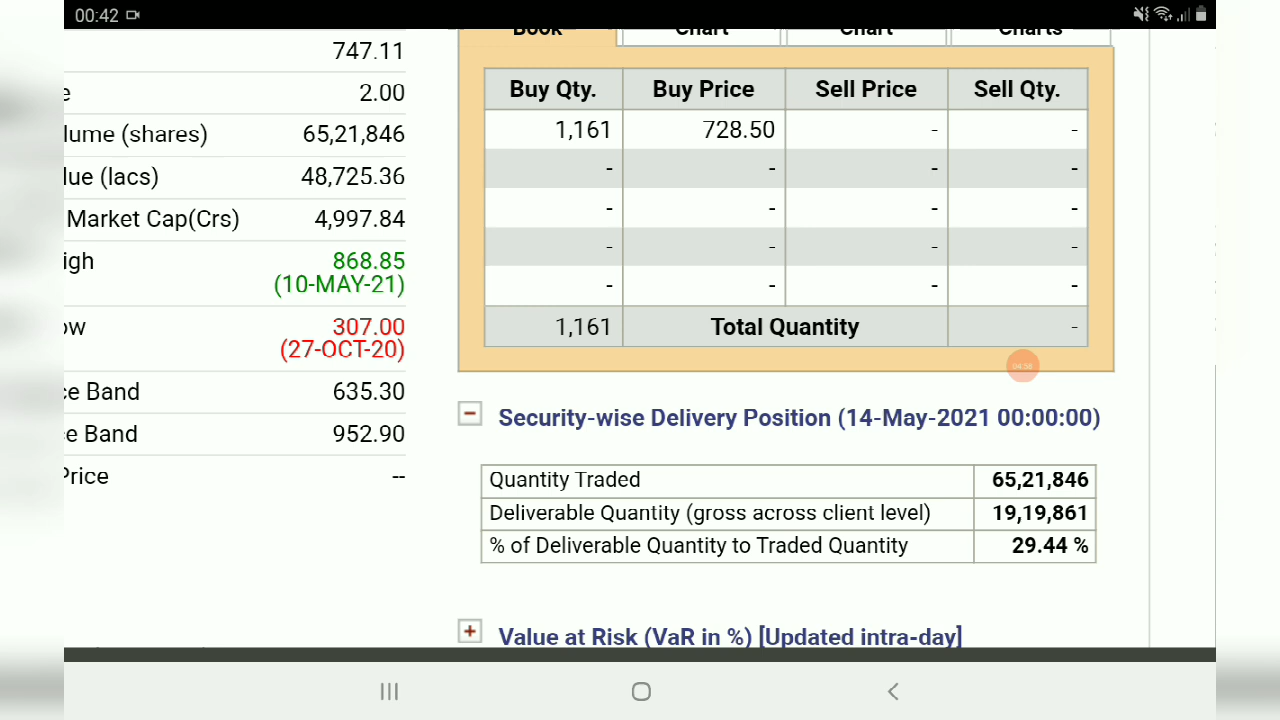 00:42
747.11
e 2.00
lume (shares) 65,21,846
lue (lacs) 48,725.36
Market Cap(Crs) 4,997.84
igh 868.85
(10-MAY-21)
ow 307.00
(27-OCT-20)
ce Band 635.30
e Band 952.90
Price --
Book Chart Chart Charts
Buy Qty. Buy Price Sell Price Sell Qty.
1,161 728.50 - -
- - - -
- - - -
- - - -
- - - -
1,161 Total Quantity -
04:58
Security-wise Delivery Position (14-May-2021 00:00:00)
Quantity Traded 65,21,846
Deliverable Quantity (gross across client level) 19,19,861
% of Deliverable Quantity to Traded Quantity 29.44 %
Value at Risk (VaR in %) [Updated intra-day]